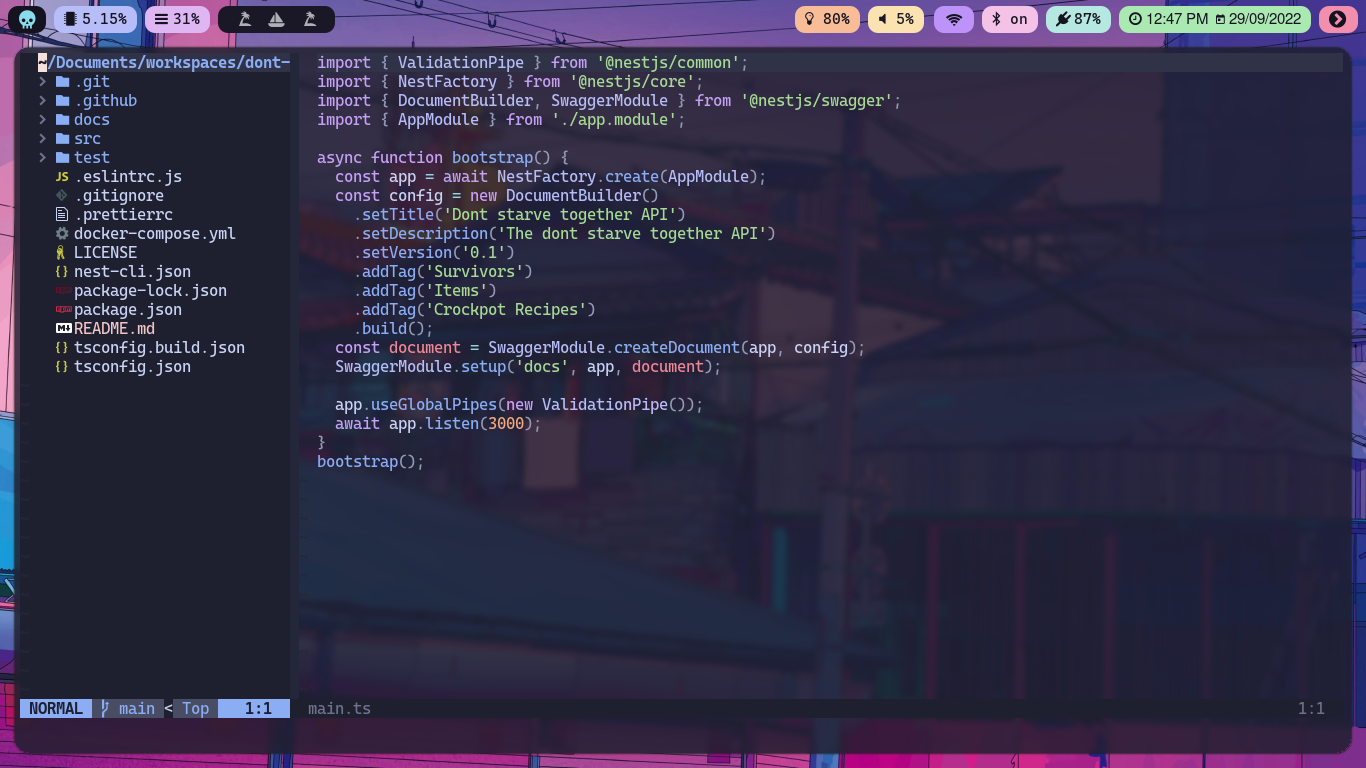 5.15% 31% 80% 5% on 87% 12:47 PM 29/09/2022
~/Documents/workspaces/dont-
.git
.github
docs
src
test
JS .eslintrc.js
.gitignore
.prettierrc
docker-compose.yml
LICENSE
{} nest-cli.json
package-lock.json
package.json
README.md
{} tsconfig.build.json
{} tsconfig.json
NORMAL main < Top 1:1
import { ValidationPipe } from '@nestjs/common';
import { NestFactory } from '@nestjs/core';
import { DocumentBuilder, SwaggerModule } from '@nestjs/swagger';
import { AppModule } from './app.module';
async function bootstrap() {
  const app = await NestFactory.create(AppModule);
  const config = new DocumentBuilder()
    .setTitle('Dont starve together API')
    .setDescription('The dont starve together API')
    .setVersion('0.1')
    .addTag('Survivors')
    .addTag('Items')
    .addTag('Crockpot Recipes')
    .build();
  const document = SwaggerModule.createDocument(app, config);
  SwaggerModule.setup('docs', app, document);
  app.useGlobalPipes(new ValidationPipe());
  await app.listen(3000);
}
bootstrap();
main.ts 1:1